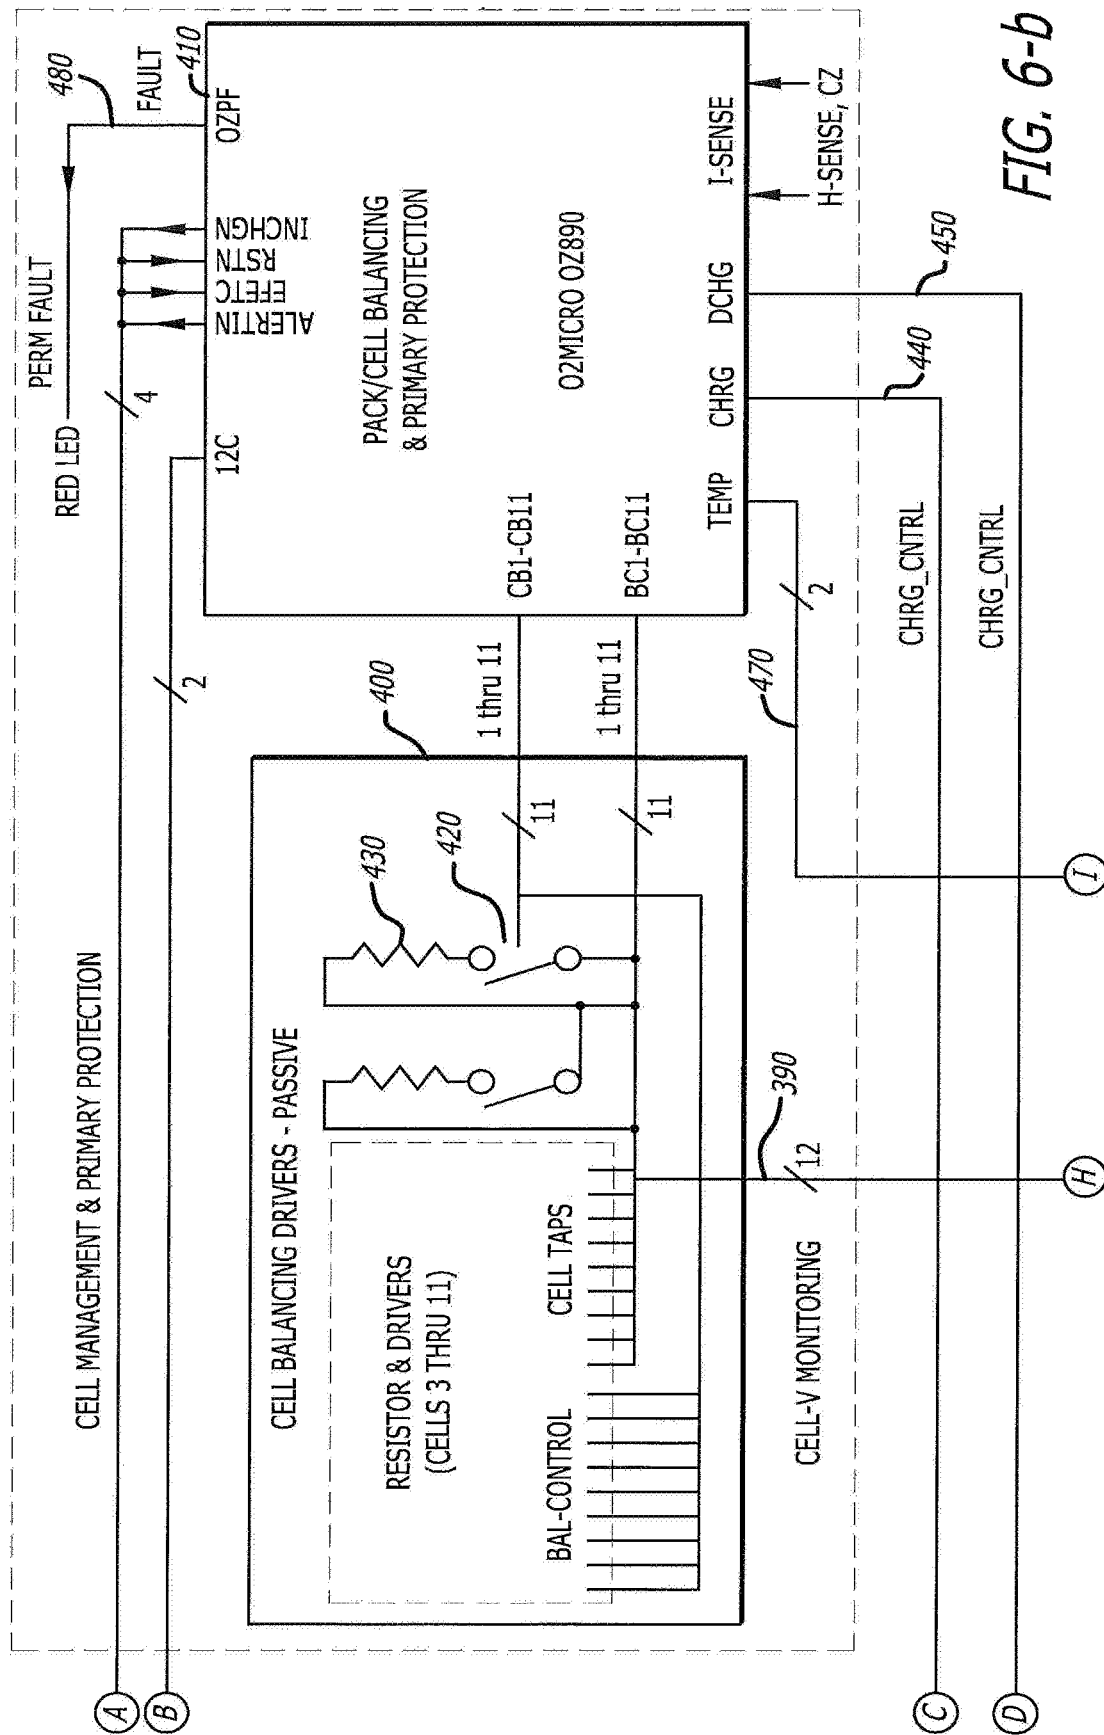 RED LED
PERM FAULT
FAULT
480
410
A
4
B
2
12C
ALERTIN
EFETC
RSTN
INCHGN
OZPF
CELL MANAGEMENT & PRIMARY PROTECTION
PACK/CELL BALANCING
& PRIMARY PROTECTION
O2MICRO OZ890
CB1-CB11
BC1-BC11
TEMP
CHRG
DCHG
I-SENSE
H-SENSE, CZ
400
1 thru 11
1 thru 11
CELL BALANCING DRIVERS - PASSIVE
430
420
11
11
RESISTOR & DRIVERS
(CELLS 3 THRU 11)
BAL-CONTROL
CELL TAPS
CELL-V MONITORING
12
390
470
2
440
450
C
CHRG_CNTRL
D
CHRG_CNTRL
H
I
FIG. 6-b